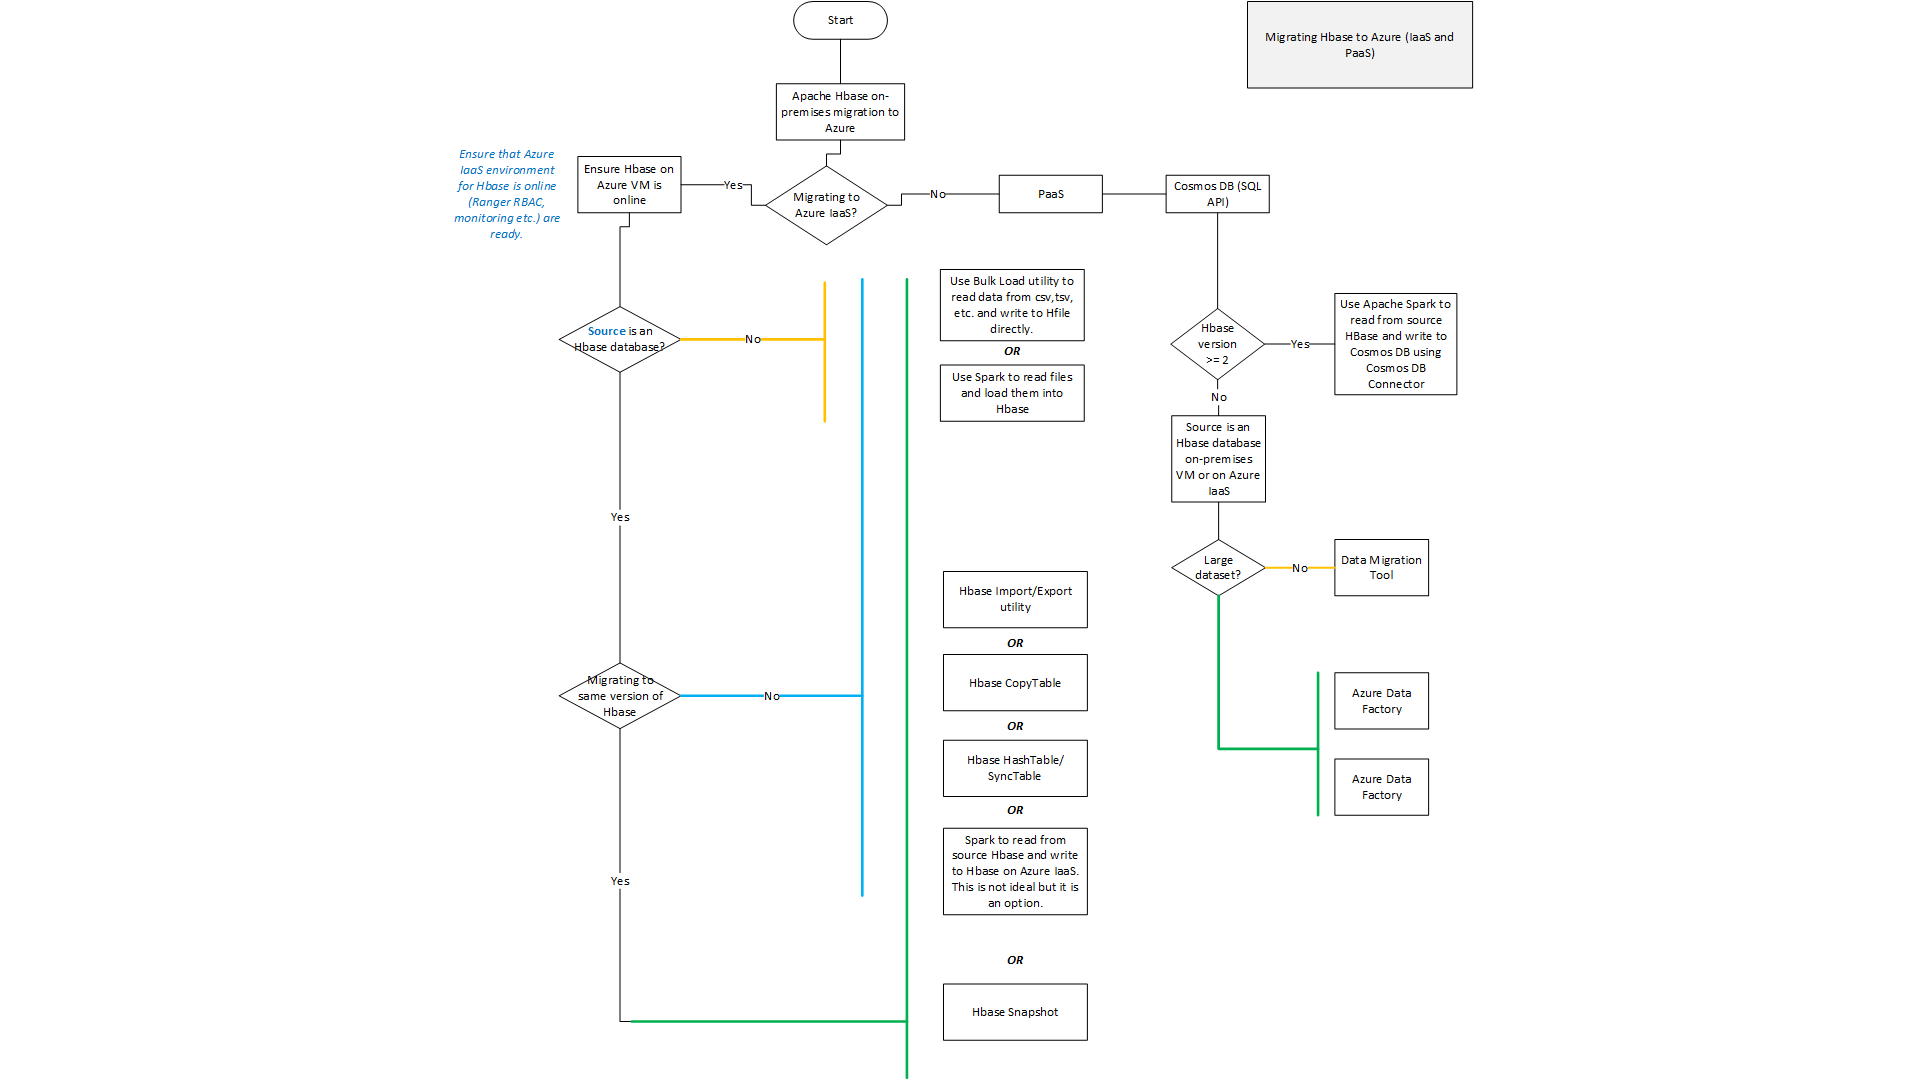 Start
Migrating Hbase to Azure (IaaS and
PaaS)
Apache Hbase on-
premises migration to
Azure
Ensure that Azure
IaaS environment
for Hbase is online
(Ranger RBAC,
monitoring etc.) are
ready.
Ensure Hbase on
Azure VM is
online
Yes
Migrating to
Azure IaaS?
No
PaaS
Cosmos DB (SQL
API)
Source is an
Hbase database?
No
Use Bulk Load utility to
read data from csv,tsv,
etc. and write to Hfile
directly.
OR
Use Spark to read files
and load them into
Hbase
Hbase
version
>= 2
Yes
Use Apache Spark to
read from source
HBase and write to
Cosmos DB using
Cosmos DB
Connector
No
Source is an
Hbase database
on-premises
VM or on Azure
IaaS
Yes
Large
dataset?
No
Data Migration
Tool
Hbase Import/Export
utility
OR
Hbase CopyTable
OR
Hbase HashTable/
SyncTable
OR
Spark to read from
source Hbase and write
to Hbase on Azure IaaS.
This is not ideal but it is
an option.
OR
Hbase Snapshot
Migrating to
same version of
Hbase
No
Yes
Azure Data
Factory
Azure Data
Factory